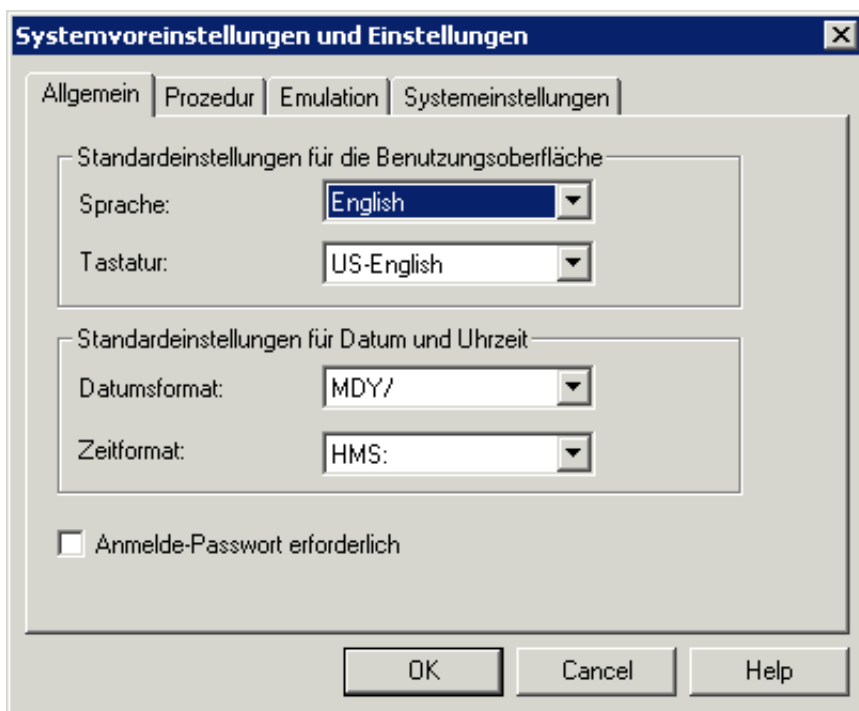 Systemvoreinstellungen und Einstellungen
Allgemein Prozedur Emulation Systemeinstellungen
Standardeinstellungen für die Benutzungsoberfläche
Sprache: English
Tastatur: US-English
Standardeinstellungen für Datum und Uhrzeit
Datumsformat: MDY/
Zeitformat: HMS:
Anmelde-Passwort erforderlich
OK Cancel Help